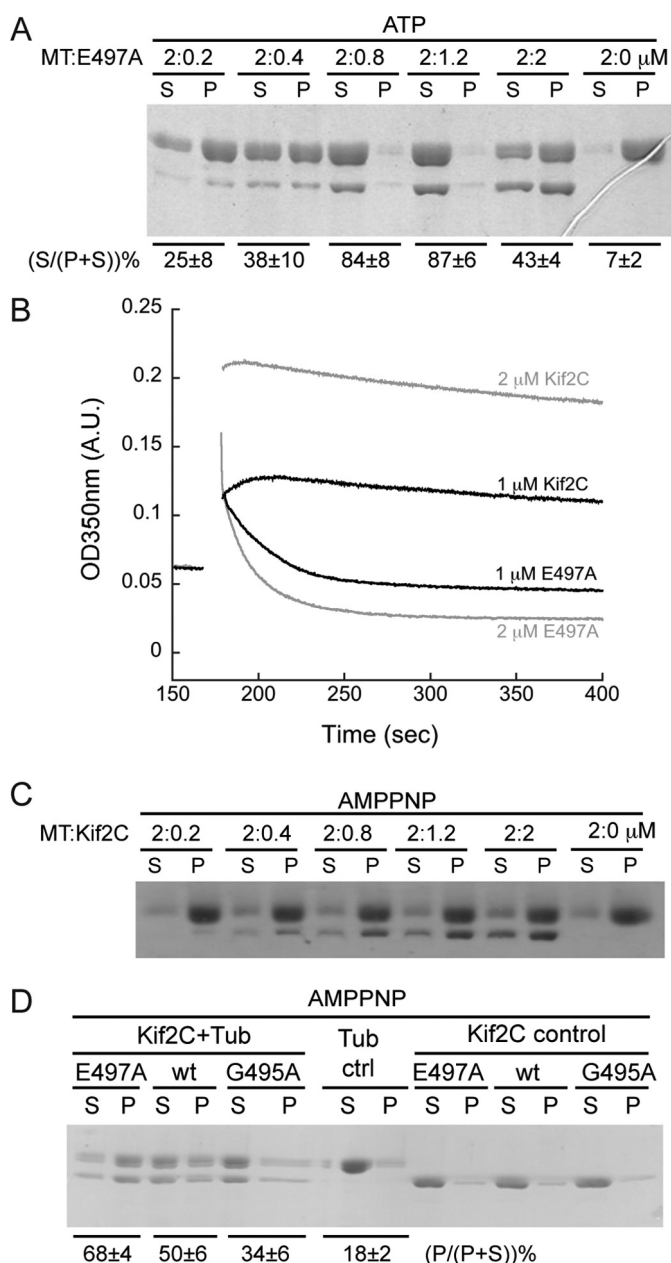 A
ATP
MT:E497A 2:0.2 2:0.4 2:0.8 2:1.2 2:2 2:0 μM
S P S P S P S P S P S P
(S/(P+S))% 25±8 38±10 84±8 87±6 43±4 7±2
B
0.25
0.2
0.15
0.1
0.05
0
OD350nm (A.U.)
2 μM Kif2C
1 μM Kif2C
1 μM E497A
2 μM E497A
150 200 250 300 350 400
Time (sec)
C
AMPPNP
MT:Kif2C 2:0.2 2:0.4 2:0.8 2:1.2 2:2 2:0 μM
S P S P S P S P S P S P
D
AMPPNP
Kif2C+Tub Tub ctrl Kif2C control
E497A wt G495A E497A wt G495A
S P S P S P S P S P S P S P
68±4 50±6 34±6 18±2 (P/(P+S))%